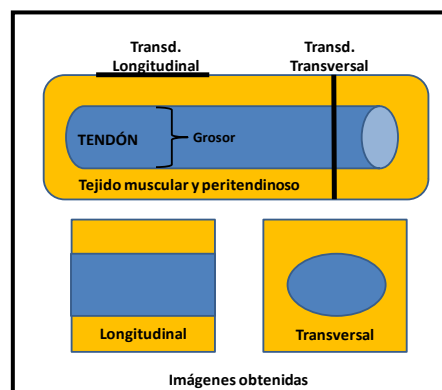 Transd.
Longitudinal
Transd.
Transversal
TENDÓN
Grosor
Tejido muscular y peritendinoso
Longitudinal
Transversal
Imágenes obtenidas